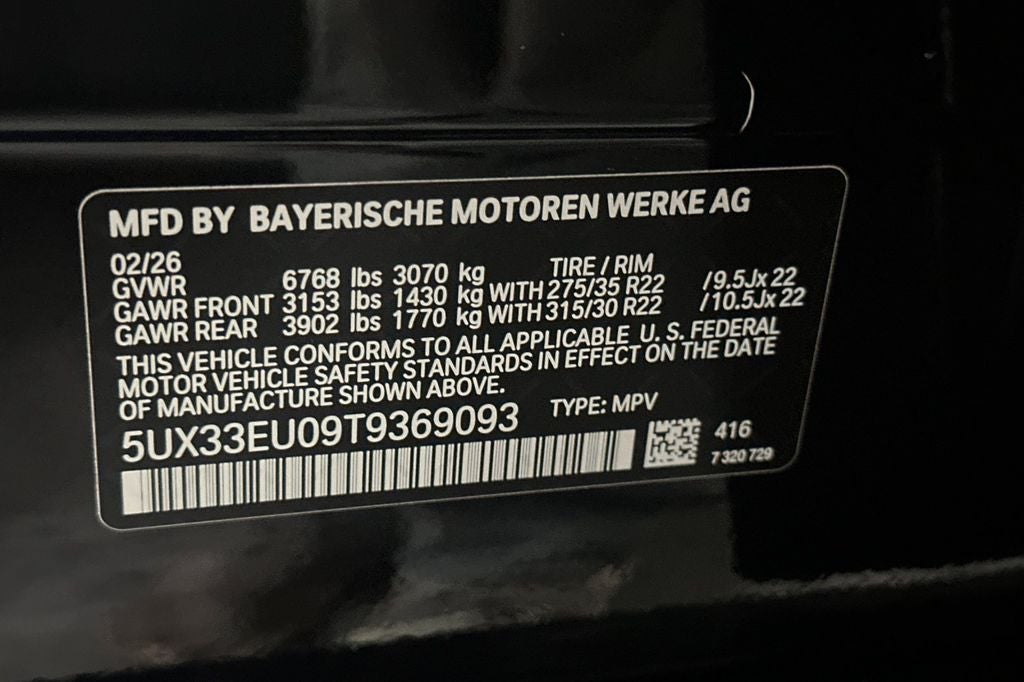 MFD BY BAYERISCHE MOTOREN WERKE AG
02/26 TIRE / RIM
GVWR 6768 lbs 3070 kg
GAWR FRONT 3153 lbs 1430 kg WITH 275/35 R22 /9.5Jx 22
GAWR REAR 3902 lbs 1770 kg WITH 315/30 R22 /10.5Jx 22
THIS VEHICLE CONFORMS TO ALL APPLICABLE U. S. FEDERAL
MOTOR VEHICLE SAFETY STANDARDS IN EFFECT ON THE DATE
OF MANUFACTURE SHOWN ABOVE.
5UX33EU09T9369093 TYPE: MPV
416
7 320 729